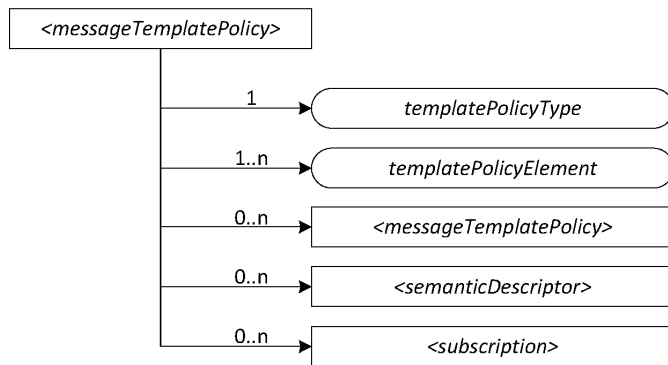 <messageTemplatePolicy>
1
templatePolicyType
1..n
templatePolicyElement
0..n
<messageTemplatePolicy>
0..n
<semanticDescriptor>
0..n
<subscription>